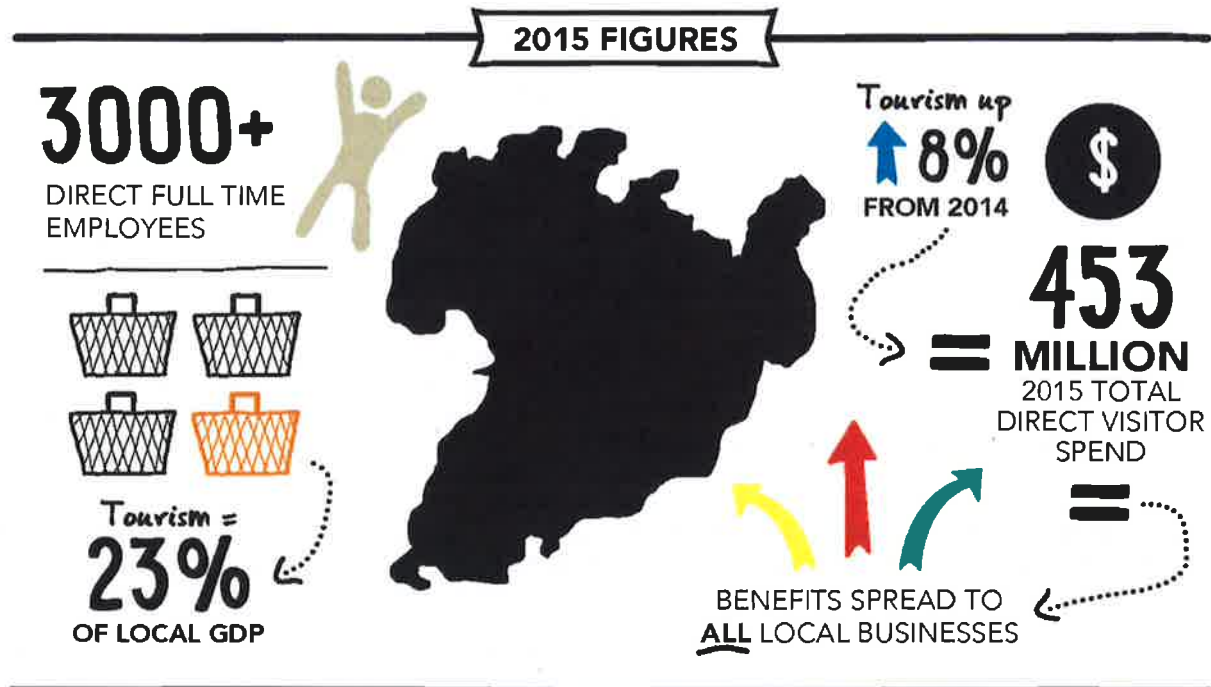 2015 FIGURES
3000+
DIRECT FULL TIME
EMPLOYEES
Tourism =
23%
OF LOCAL GDP
Tourism up
8%
FROM 2014
$
=
453
MILLION
2015 TOTAL
DIRECT VISITOR
SPEND
=
BENEFITS SPREAD TO
ALL LOCAL BUSINESSES